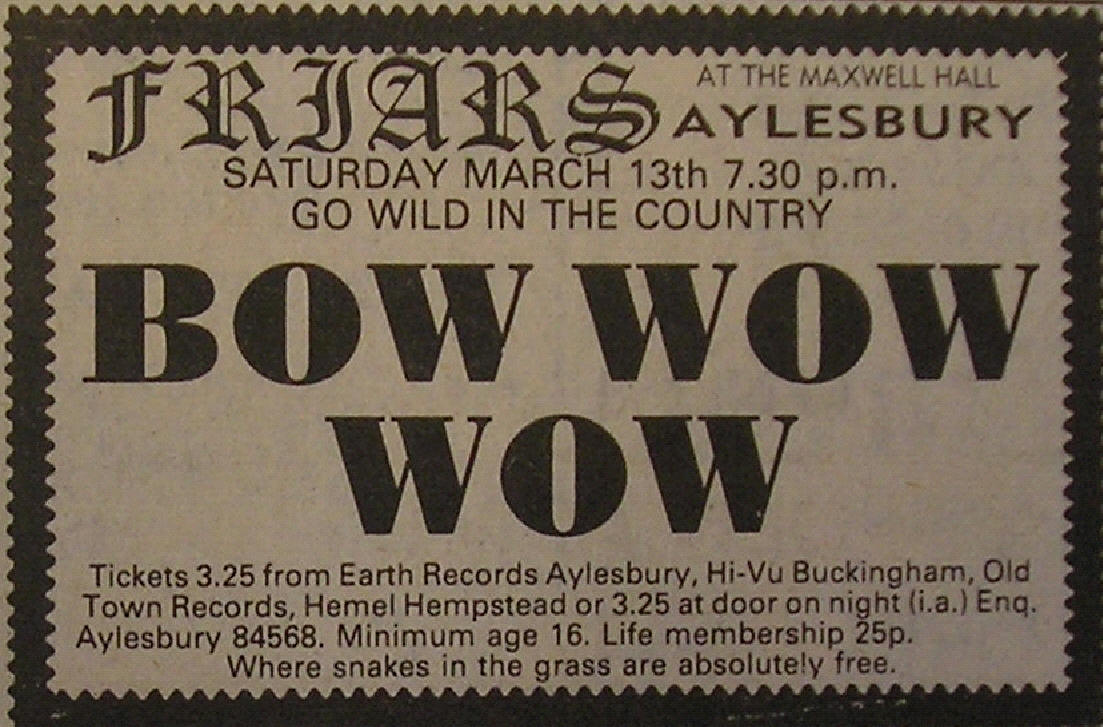 FRIARS AT THE MAXWELL HALL
AYLESBURY
SATURDAY MARCH 13th 7.30 p.m.
GO WILD IN THE COUNTRY
BOW WOW
WOW
Tickets 3.25 from Earth Records Aylesbury, Hi-Vu Buckingham, Old
Town Records, Hemel Hempstead or 3.25 at door on night (i.a.) Enq.
Aylesbury 84568. Minimum age 16. Life membership 25p.
Where snakes in the grass are absolutely free.